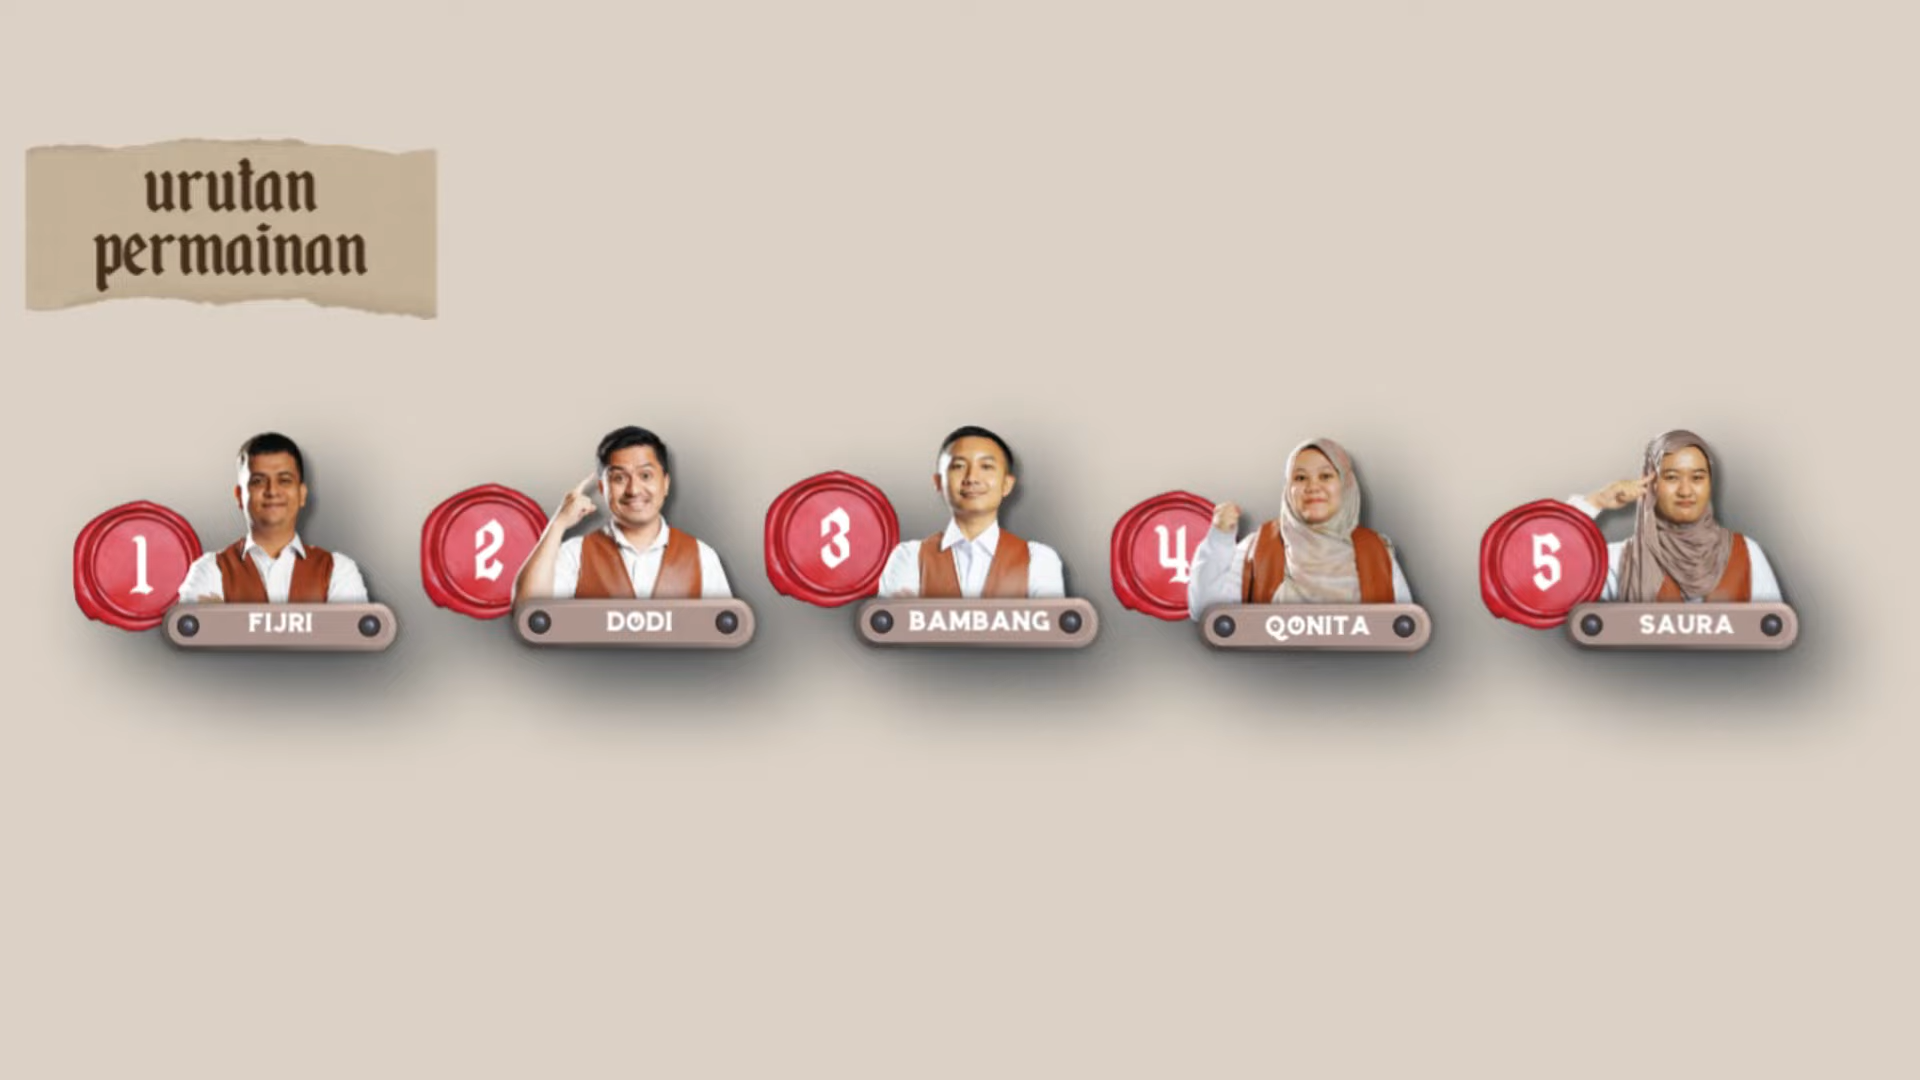 urutan
permainan
1
FIJRI
2
DODI
3
BAMBANG
4
QONITA
5
SAURA